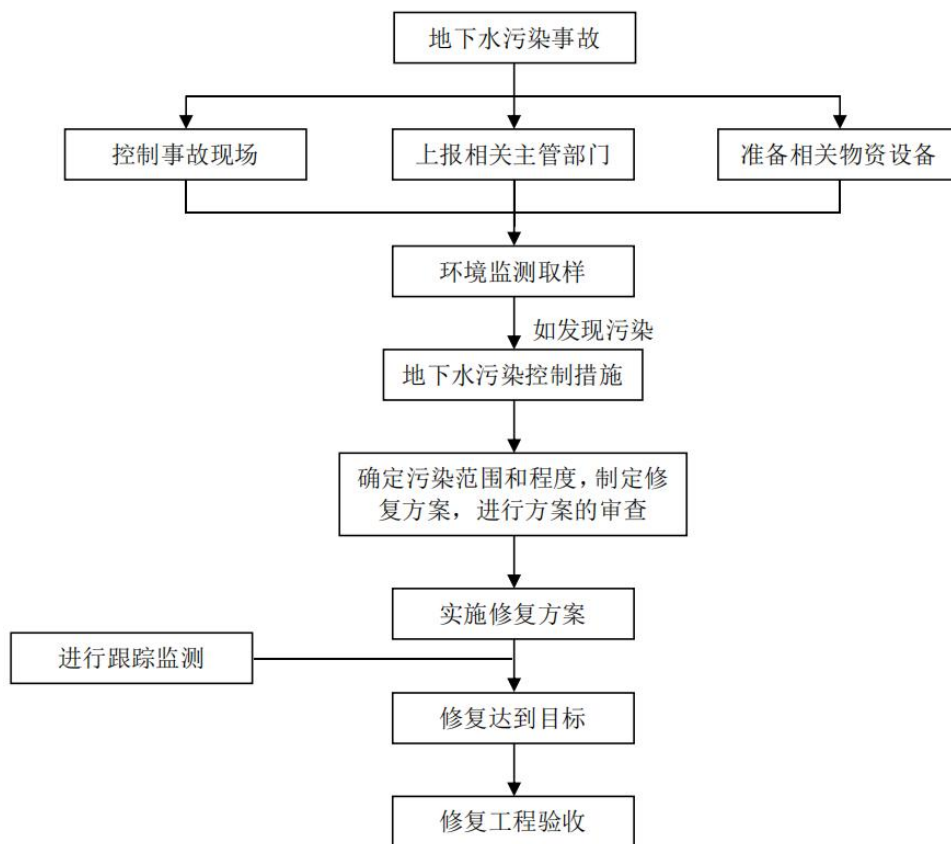 地下水污染事故
控制事故现场
上报相关主管部门
准备相关物资设备
环境监测取样
如发现污染
地下水污染控制措施
确定污染范围和程度，制定修
复方案，进行方案的审查
实施修复方案
进行跟踪监测
修复达到目标
修复工程验收